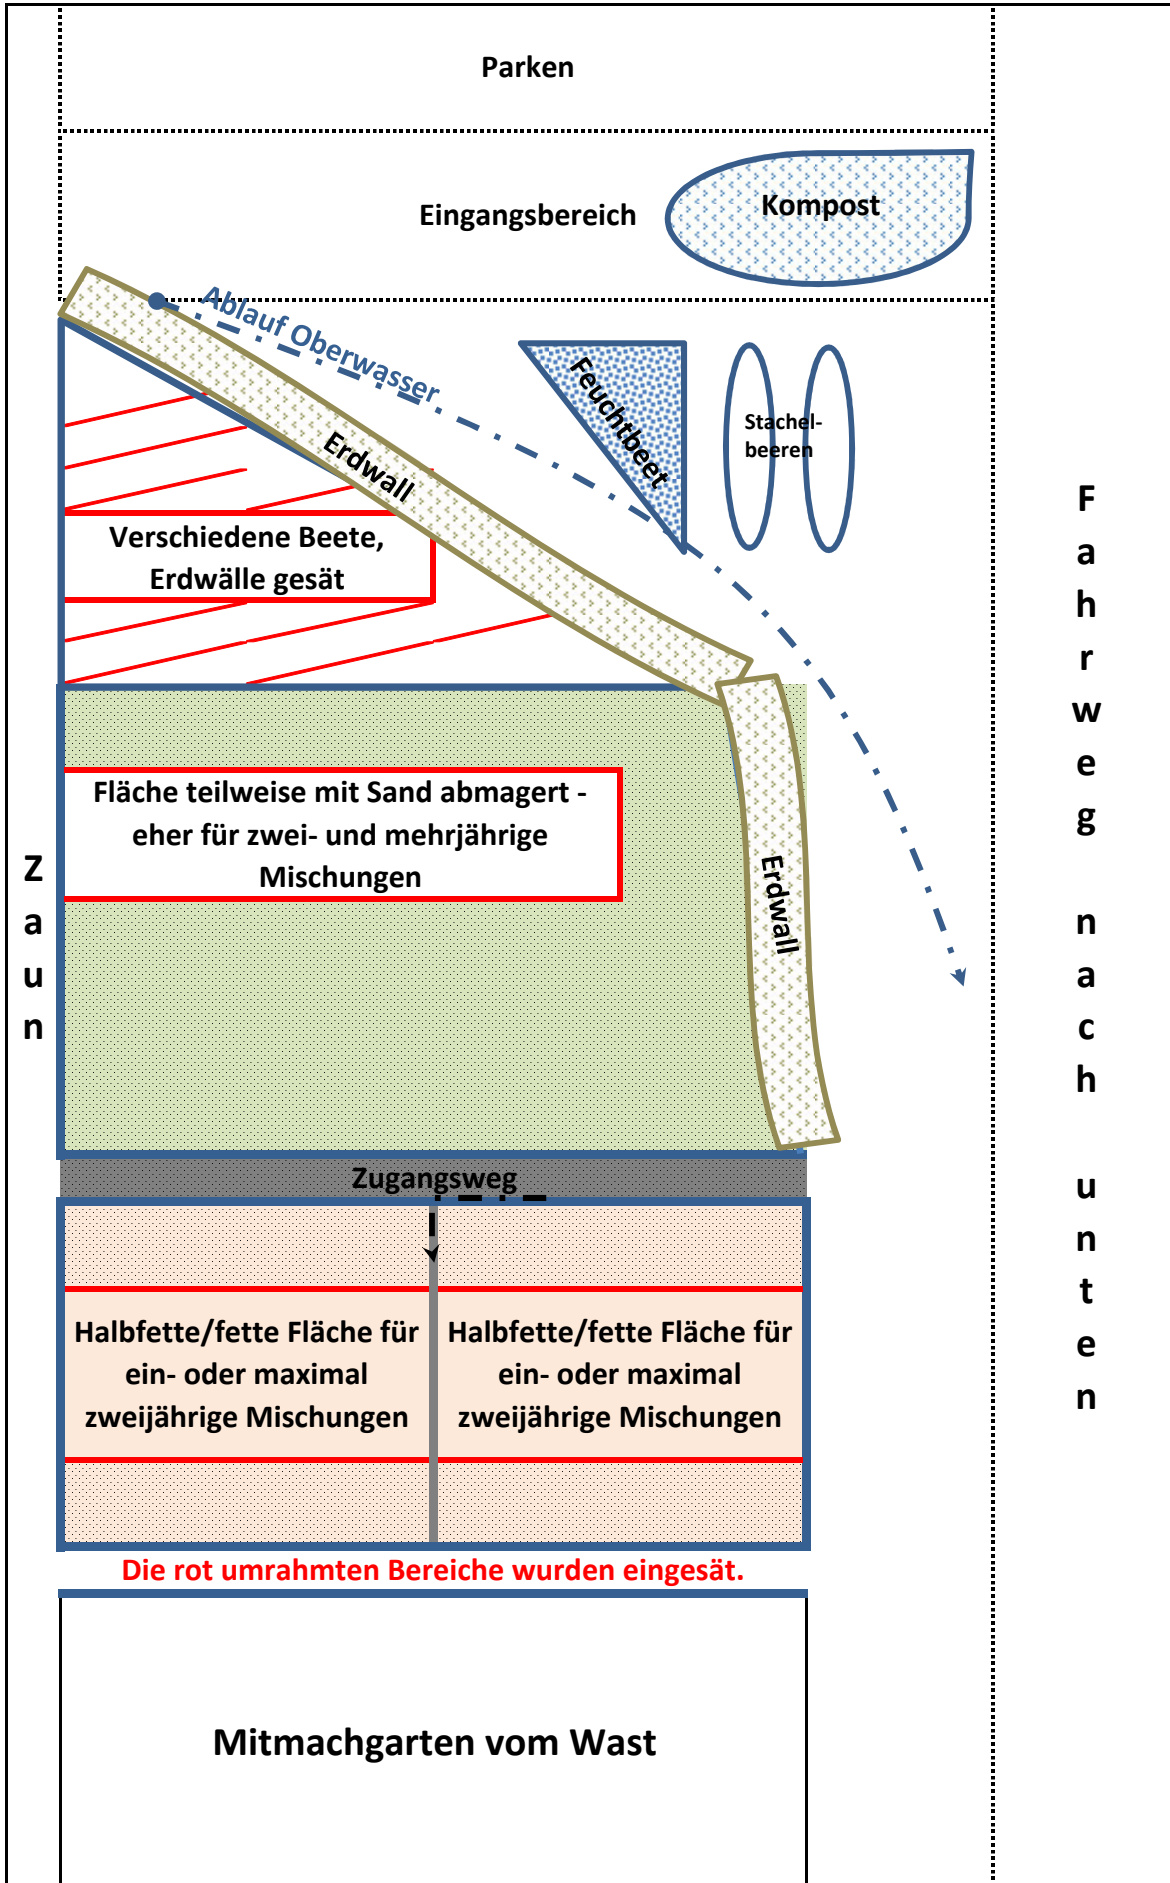 Parken
Eingangsbereich
Kompost
Ablauf Oberwasser
Feuchtbeet
Stachel-
beeren
Erdwall
Verschiedene Beete,
Erdwälle gesät
Fläche teilweise mit Sand abmagert -
eher für zwei- und mehrjährige
Mischungen
Erdwall
Zaun
Fahrweg nach unten
Zugangsweg
Halbfette/fette Fläche für
ein- oder maximal
zweijährige Mischungen
Halbfette/fette Fläche für
ein- oder maximal
zweijährige Mischungen
Die rot umrahmten Bereiche wurden eingesät.
Mitmachgarten vom Wast